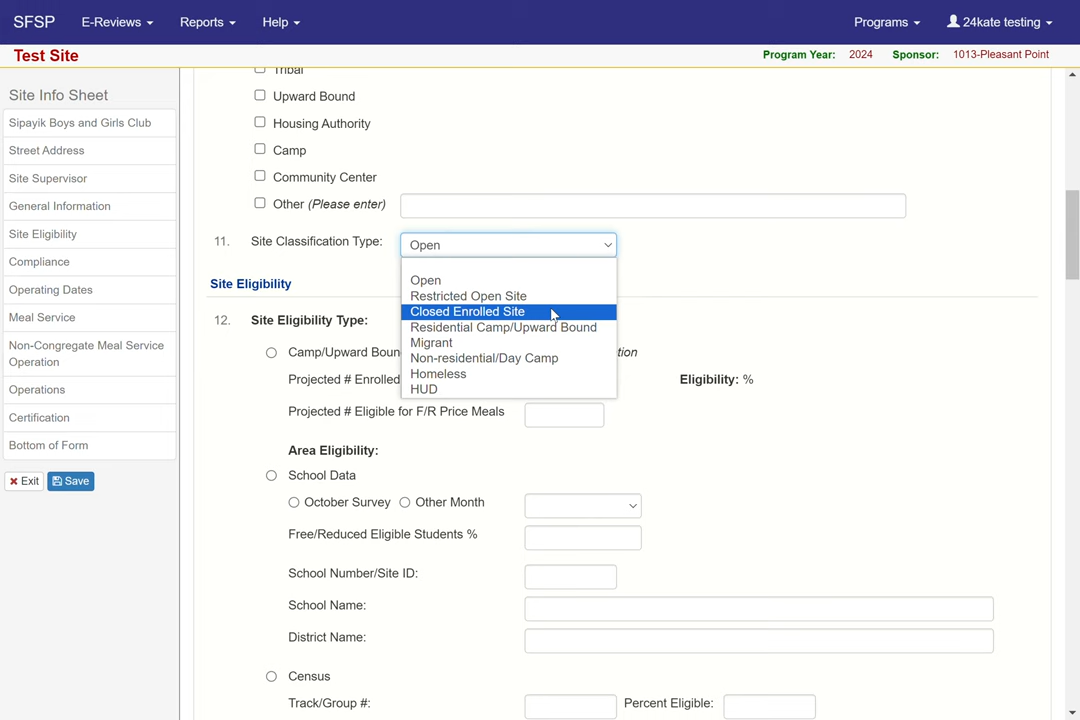 SFSP E-Reviews Reports Help Programs 24kate testing
Test Site Program Year: 2024 Sponsor: 1013-Pleasant Point
Site Info Sheet
Sipayik Boys and Girls Club
Street Address
Site Supervisor
General Information
Site Eligibility
Compliance
Operating Dates
Meal Service
Non-Congregate Meal Service
Operation
Operations
Certification
Bottom of Form
Exit Save
Tribal
Upward Bound
Housing Authority
Camp
Community Center
Other (Please enter)
11. Site Classification Type: Open
Open
Restricted Open Site
Closed Enrolled Site
Residential Camp/Upward Bound
Migrant
Non-residential/Day Camp
Homeless
HUD
Site Eligibility
12. Site Eligibility Type:
Camp/Upward Boun tion
Projected # Enrolled Eligibility: %
Projected # Eligible for F/R Price Meals
Area Eligibility:
School Data
October Survey Other Month
Free/Reduced Eligible Students %
School Number/Site ID:
School Name:
District Name:
Census
Track/Group #: Percent Eligible: